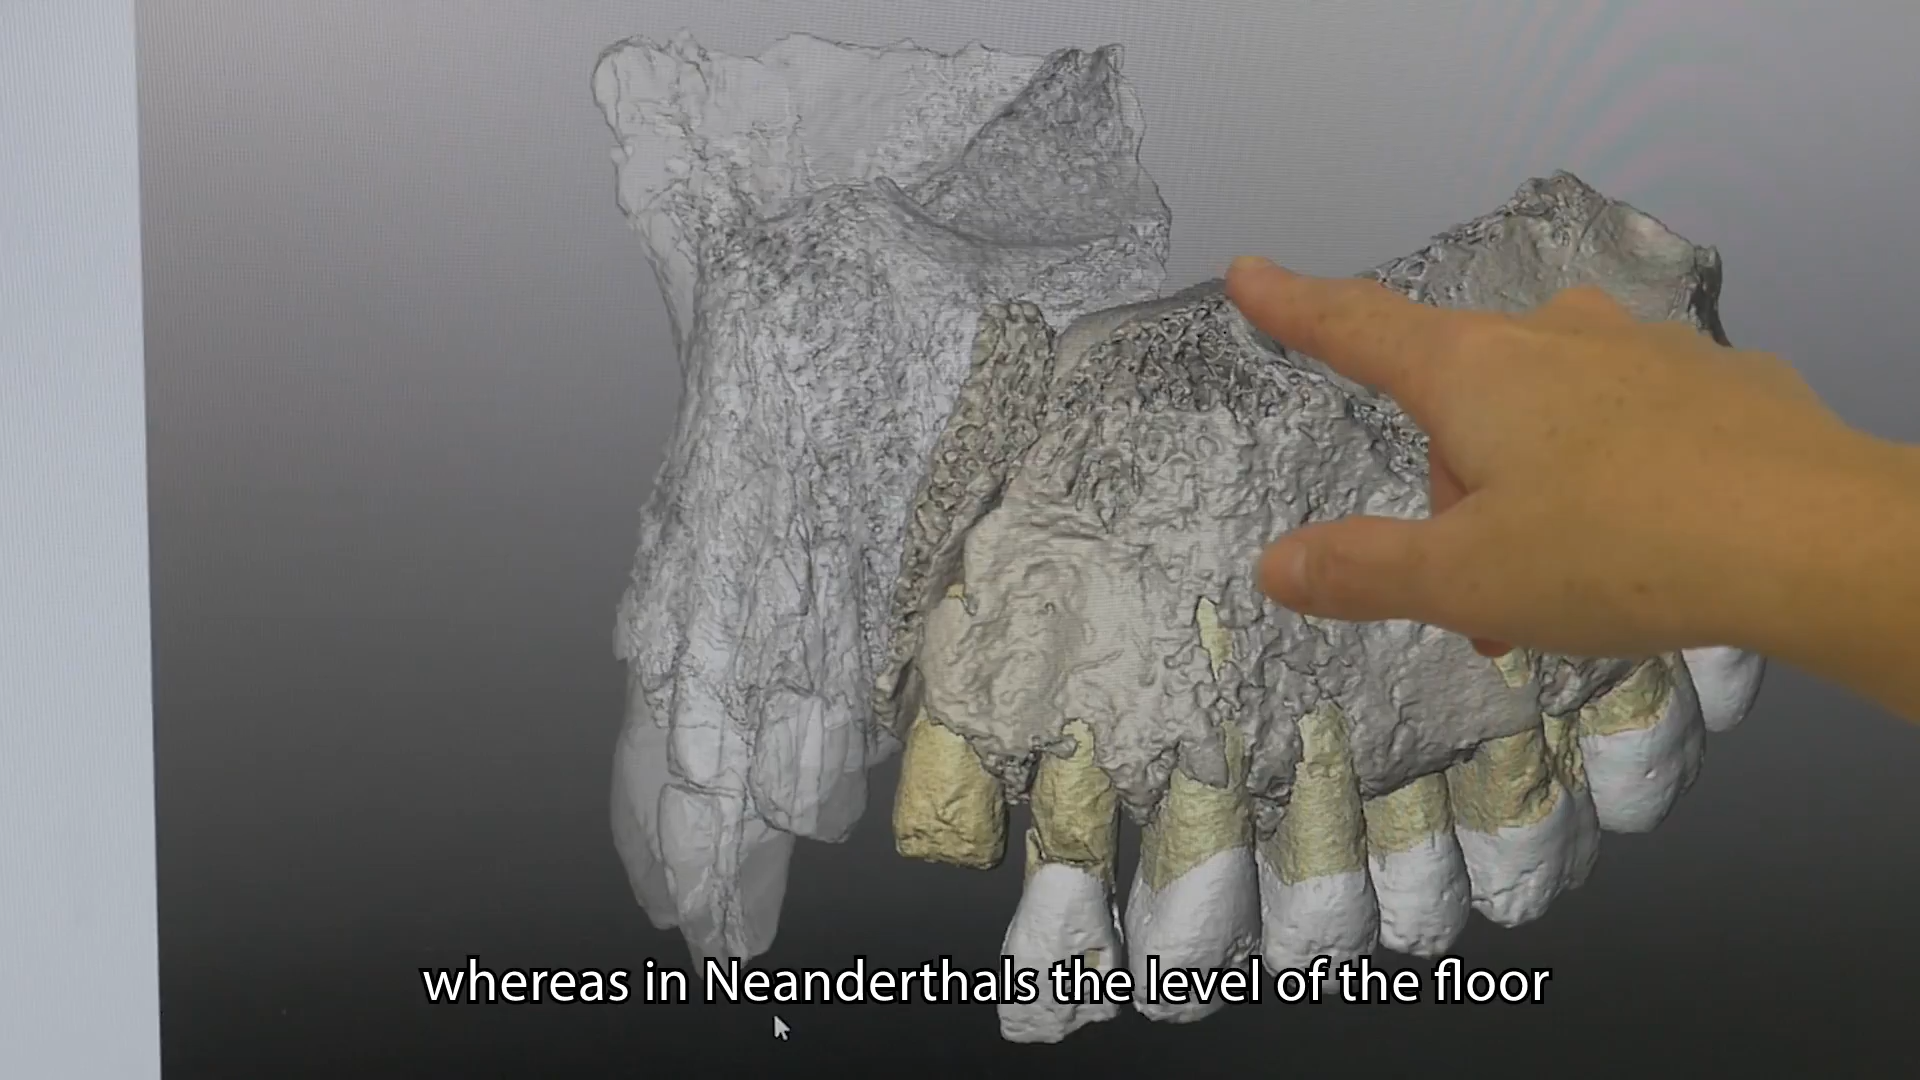 whereas in Neanderthals the level of the floor